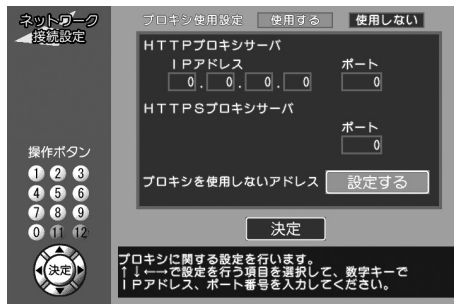 ネットワーク
接続設定
プロキシ使用設定 使用する 使用しない
HTTPプロキシサーバ
IPアドレス ポート
0 . 0 . 0 . 0 0
HTTPSプロキシサーバ
ポート
0
プロキシを使用しないアドレス 設定する
決定
操作ボタン
1 2 3
4 5 6
7 8 9
0 11 12
決定
プロキシに関する設定を行います。
↑↓←→で設定を行う項目を選択して、数字キーで
IPアドレス、ポート番号を入力してください。